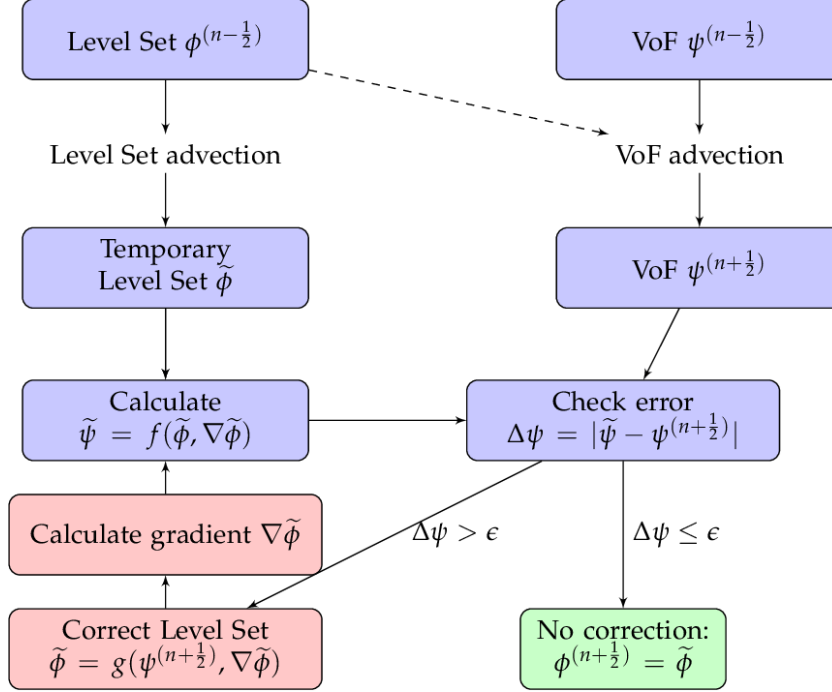 Level Set ϕ^(n−1/2)
VoF ψ^(n−1/2)
Level Set advection
VoF advection
Temporary
Level Set ϕ̃
VoF ψ^(n+1/2)
Calculate
ψ̃ = f(ϕ̃, ∇ϕ̃)
Check error
Δψ = |ψ̃ − ψ^(n+1/2)|
Calculate gradient ∇ϕ̃
Δψ > ϵ
Δψ ≤ ϵ
Correct Level Set
ϕ̃ = g(ψ^(n+1/2), ∇ϕ̃)
No correction:
ϕ^(n+1/2) = ϕ̃